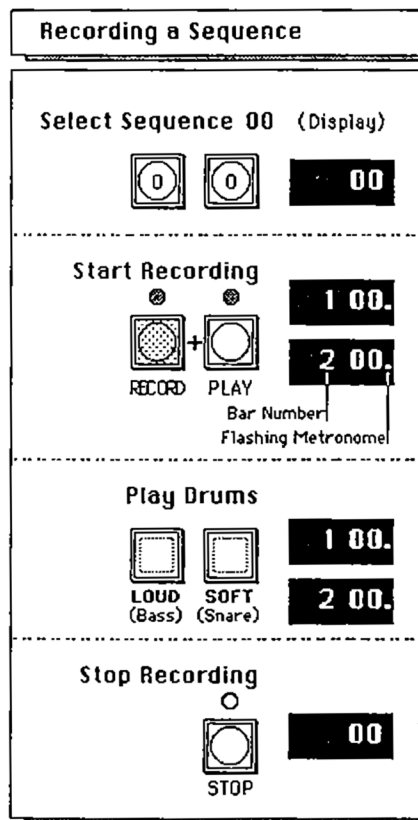 Recording a Sequence
Select Sequence 00 (Display)
0 0 00
Start Recording
1 00.
2 00.
RECORD + PLAY
Bar Number
Flashing Metronome
Play Drums
1 00.
2 00.
LOUD SOFT
(Bass) (Snare)
Stop Recording
00
STOP